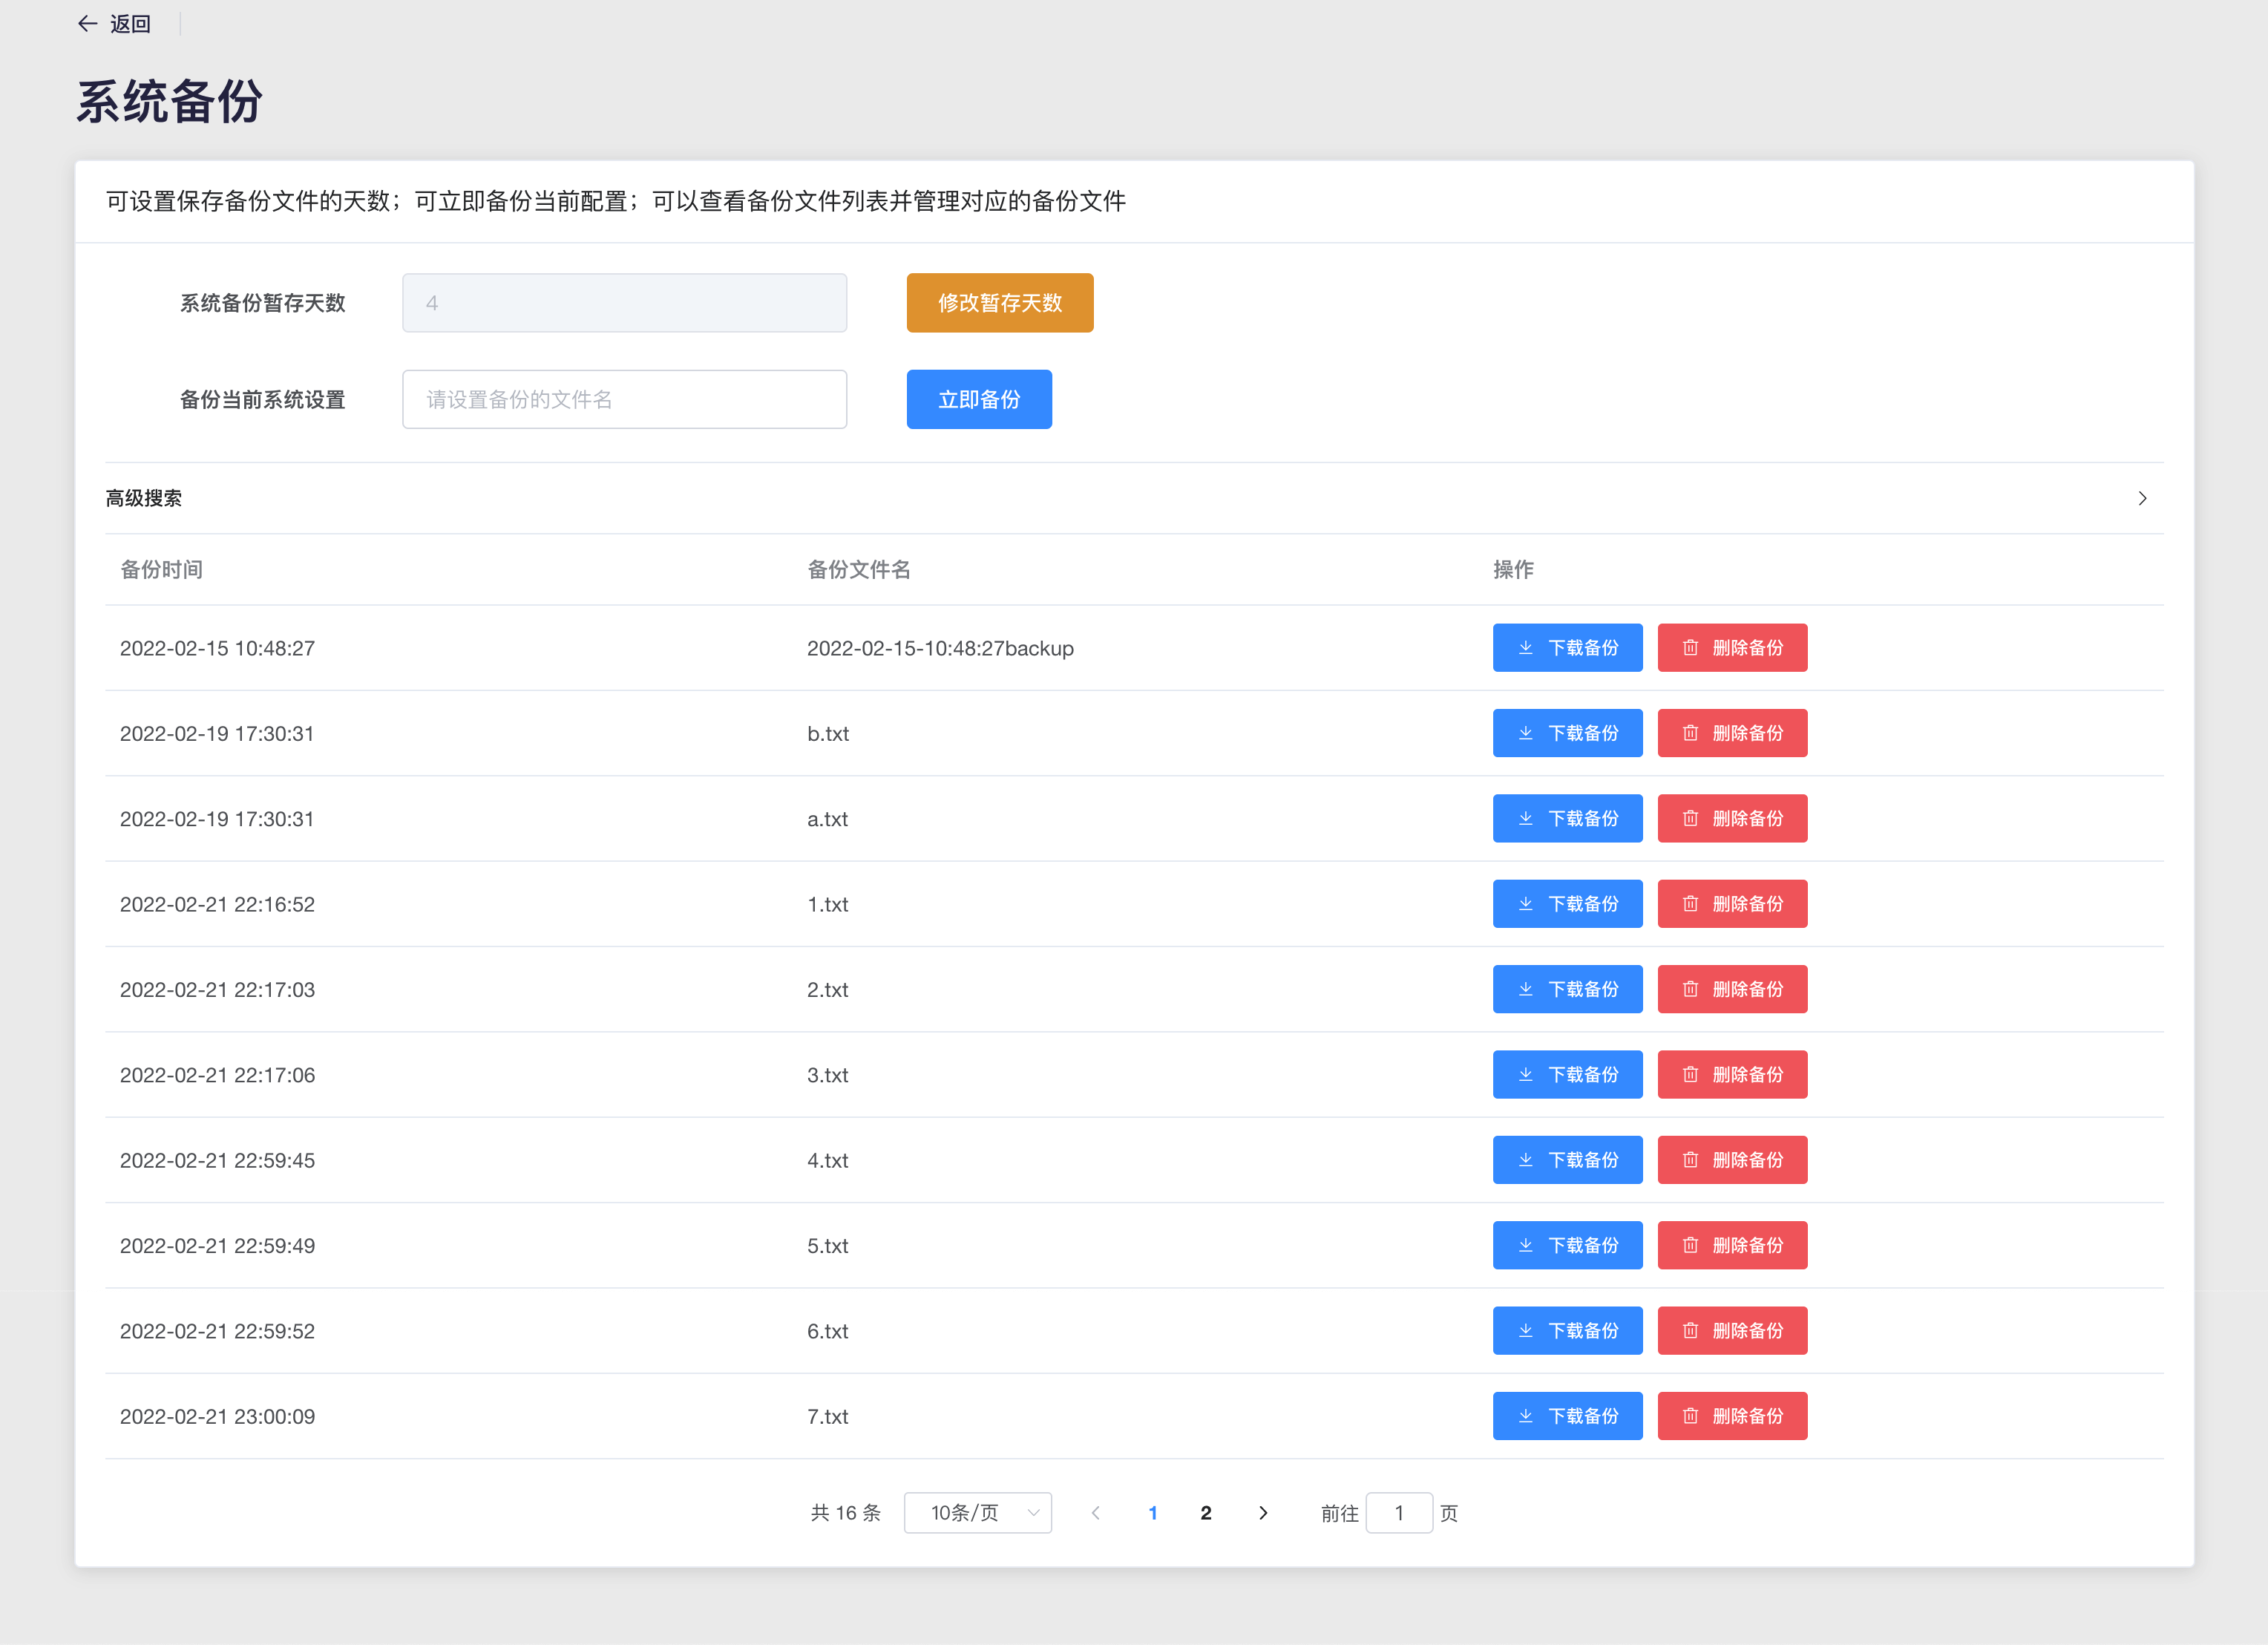 返回
系统备份
可设置保存备份文件的天数；可立即备份当前配置；可以查看备份文件列表并管理对应的备份文件
系统备份暂存天数 4 修改暂存天数
备份当前系统设置 请设置备份的文件名 立即备份
高级搜索
备份时间 备份文件名 操作
2022-02-15 10:48:27 2022-02-15-10:48:27backup 下载备份 删除备份
2022-02-19 17:30:31 b.txt 下载备份 删除备份
2022-02-19 17:30:31 a.txt 下载备份 删除备份
2022-02-21 22:16:52 1.txt 下载备份 删除备份
2022-02-21 22:17:03 2.txt 下载备份 删除备份
2022-02-21 22:17:06 3.txt 下载备份 删除备份
2022-02-21 22:59:45 4.txt 下载备份 删除备份
2022-02-21 22:59:49 5.txt 下载备份 删除备份
2022-02-21 22:59:52 6.txt 下载备份 删除备份
2022-02-21 23:00:09 7.txt 下载备份 删除备份
共 16 条 10条/页 1 2 前往 1 页